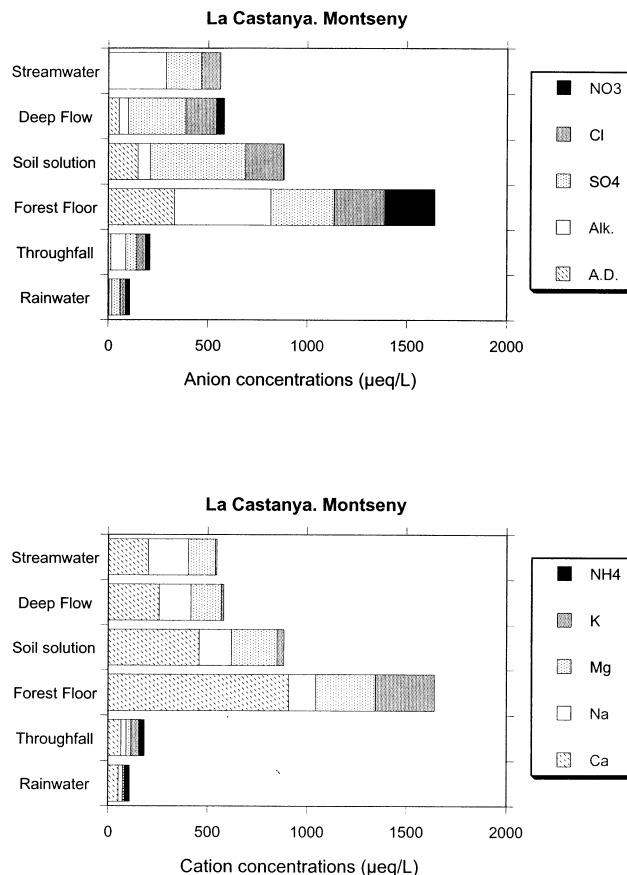 La Castanya. Montseny
Streamwater
Deep Flow
Soil solution
Forest Floor
Throughfall
Rainwater
0 500 1000 1500 2000
Anion concentrations (µeq/L)
NO3
Cl
SO4
Alk.
A.D.
La Castanya. Montseny
Streamwater
Deep Flow
Soil solution
Forest Floor
Throughfall
Rainwater
0 500 1000 1500 2000
Cation concentrations (µeq/L)
NH4
K
Mg
Na
Ca